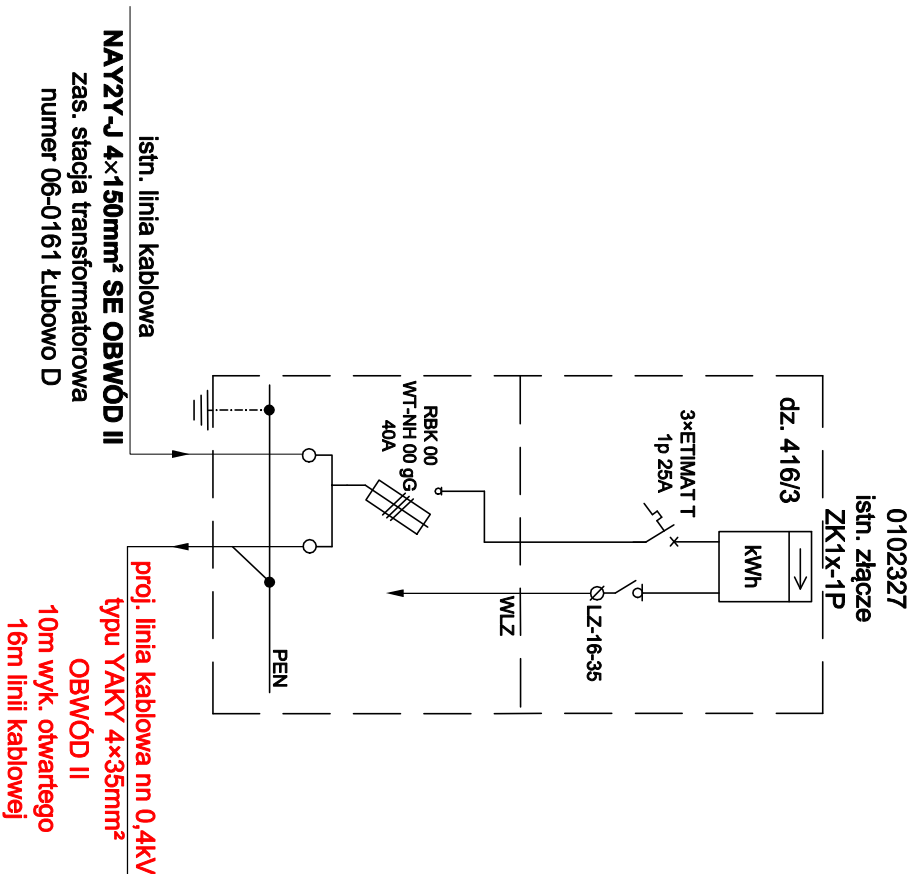 0102327
istn. złącze
ZK1x-1P
dz. 416/3
kWh
3×ETIMAT T
1p 25A
LZ-16-35
WLZ
RBK 00
WT-NH 00 gG
40A
PEN
istn. linia kablowa
NAY2Y-J 4×150mm² SE OBWÓD II
zas. stacja transformatorowa
numer 06-0161 Łubowo D
proj. linia kablowa nn 0,4kV
typu YAKY 4×35mm²
OBWÓD II
10m wyk. otwartego
16m linii kablowej